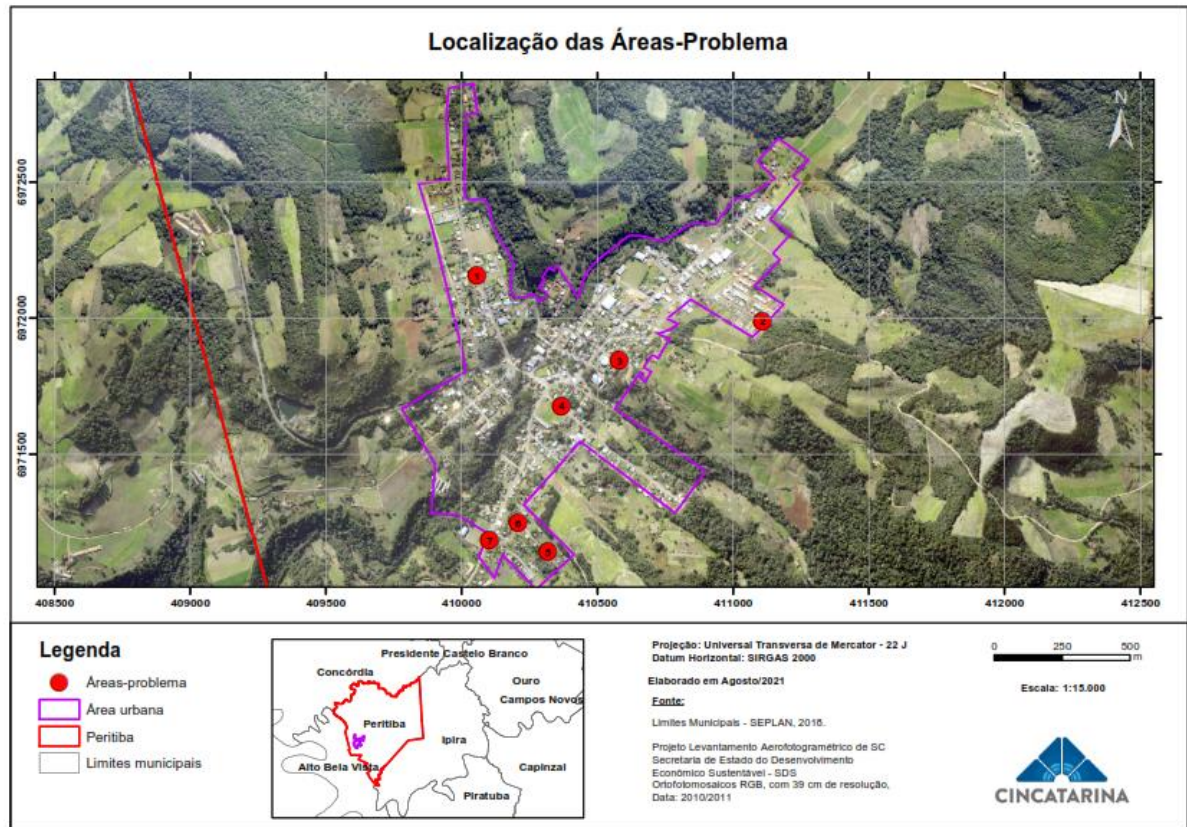 Localização das Áreas-Problema
N
6972500
6972000
6971500
3
4
7
408500 409000 409500 410000 410500 411000 411500 412000 412500
Legenda
Áreas-problema
Área urbana
Peritiba
Limites municipais
Presidente Castelo Branco
Concórdia
Ouro
Campos Novos
Peritiba
Ipira
Alto Bela Vista
Capinzal
Piratuba
Projeção: Universal Transversa de Mercator - 22 J
Datum Horizontal: SIRGAS 2000
Elaborado em Agosto/2021
Fonte:
Limites Municipais - SEPLAN, 2016.
Projeto Levantamento Aerofotogramétrico de SC
Secretaria de Estado do Desenvolvimento
Econômico Sustentável - SDS
Ortofotomosaicos RGB, com 39 cm de resolução,
Data: 2010/2011
0 250 500
m
Escala: 1:15.000
CINCATARINA